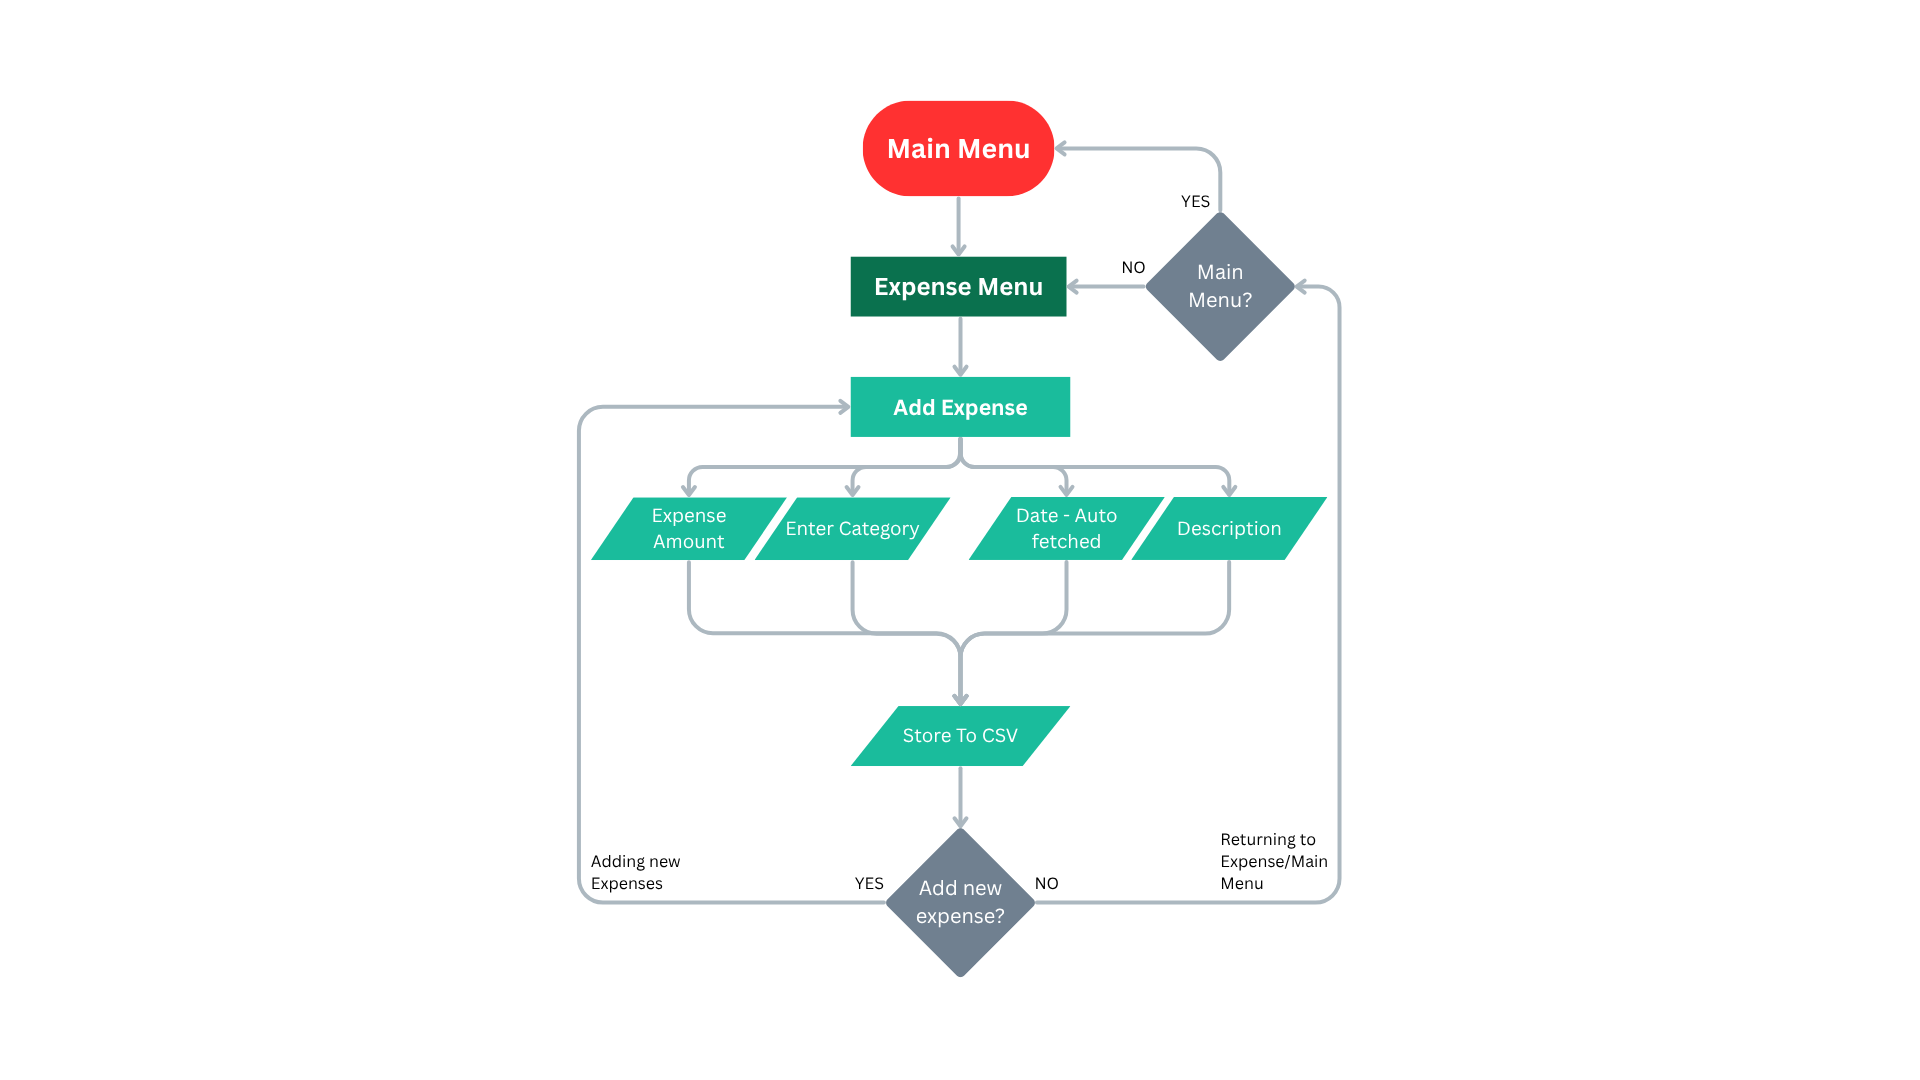 Main Menu
YES
NO
Main
Menu?
Expense Menu
Add Expense
Expense
Amount
Enter Category
Date - Auto
fetched
Description
Store To CSV
Adding new
Expenses
YES
Add new
expense?
NO
Returning to
Expense/Main
Menu